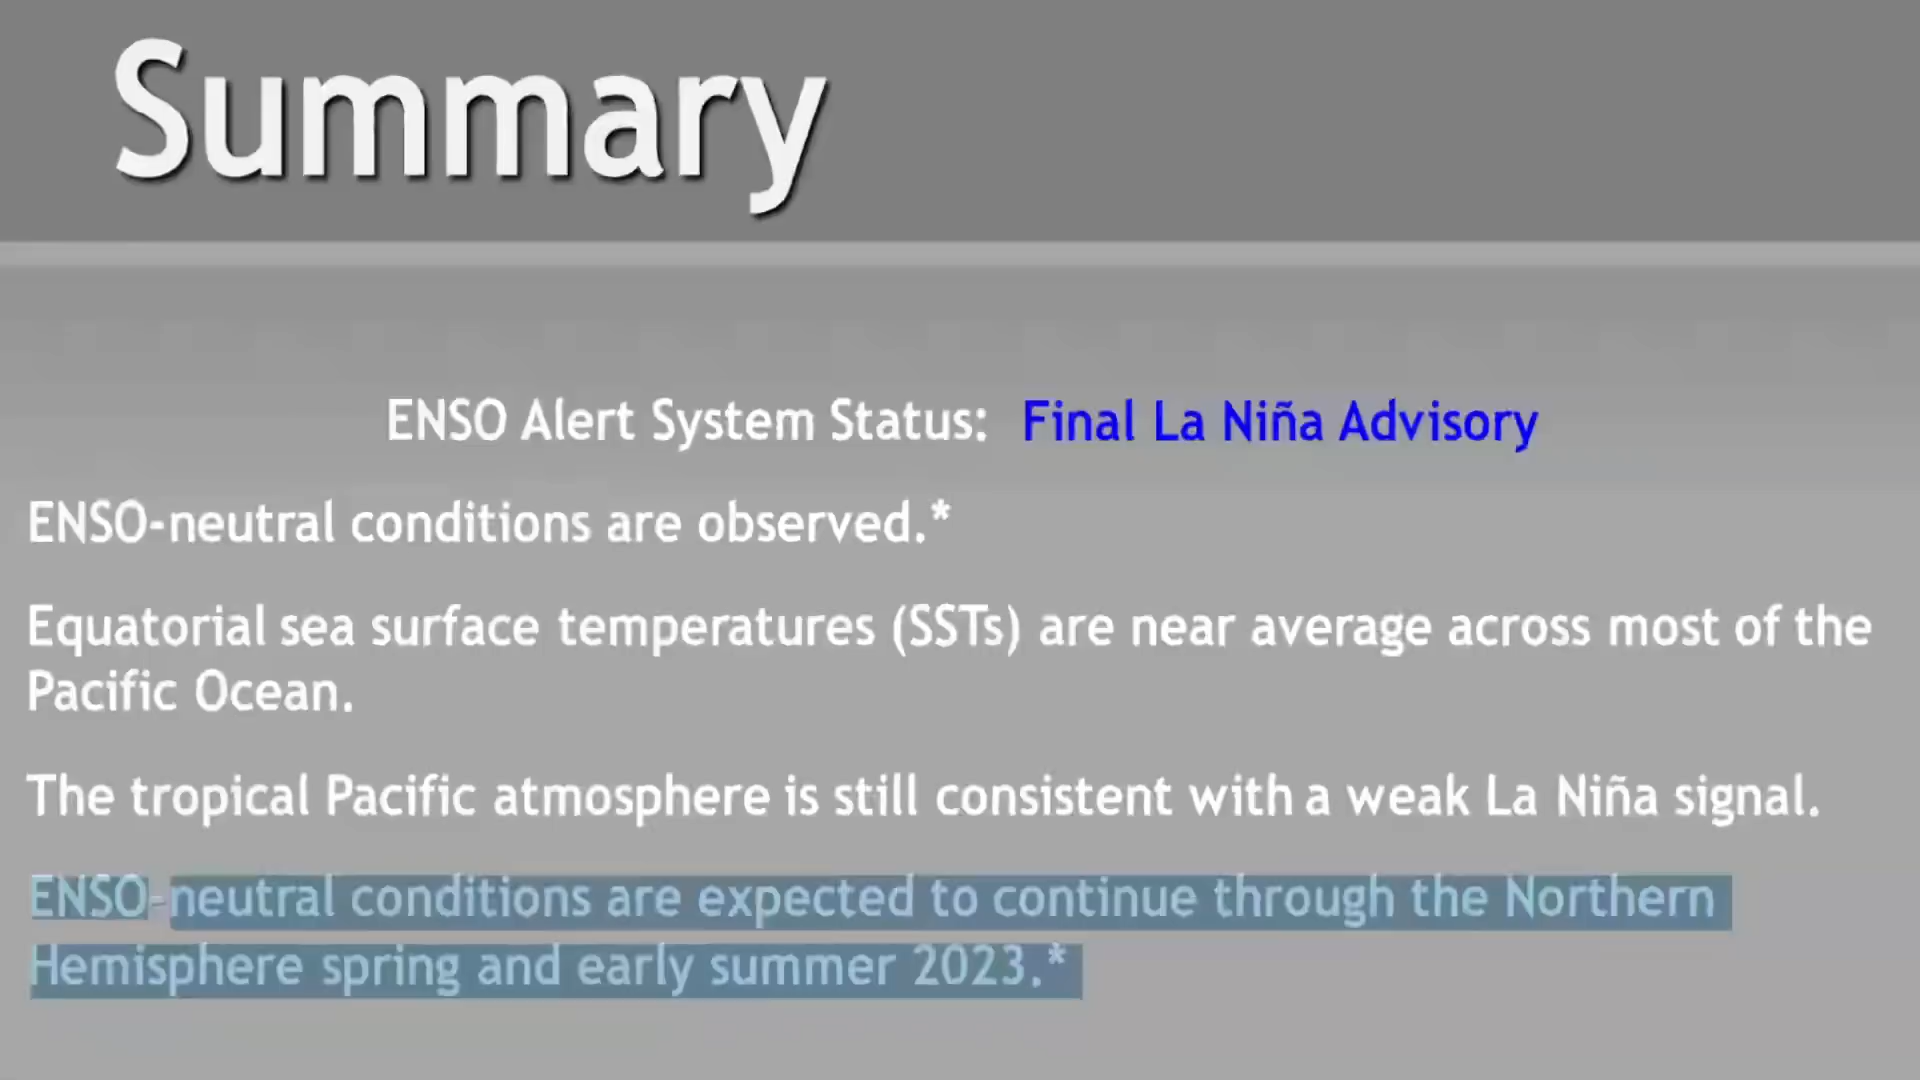 Summary
ENSO Alert System Status: Final La Niña Advisory
ENSO-neutral conditions are observed.*
Equatorial sea surface temperatures (SSTs) are near average across most of the
Pacific Ocean.
The tropical Pacific atmosphere is still consistent with a weak La Niña signal.
ENSO-neutral conditions are expected to continue through the Northern
Hemisphere spring and early summer 2023.*